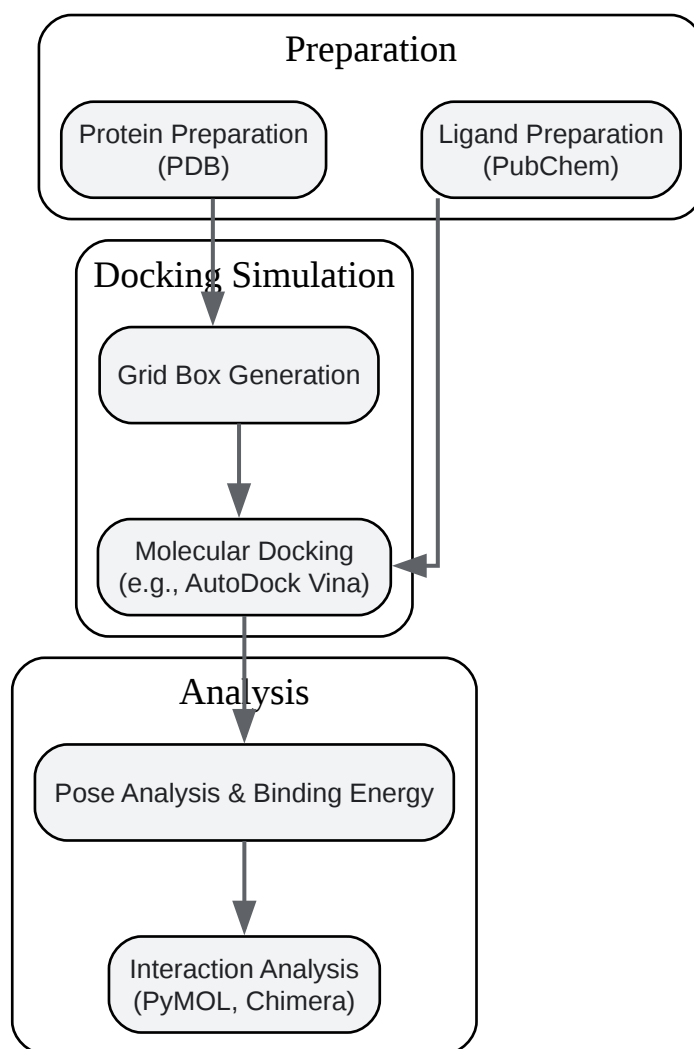 Preparation
Protein Preparation
(PDB)
Ligand Preparation
(PubChem)
Docking Simulation
Grid Box Generation
Molecular Docking
(e.g., AutoDock Vina)
Analysis
Pose Analysis & Binding Energy
Interaction Analysis
(PyMOL, Chimera)